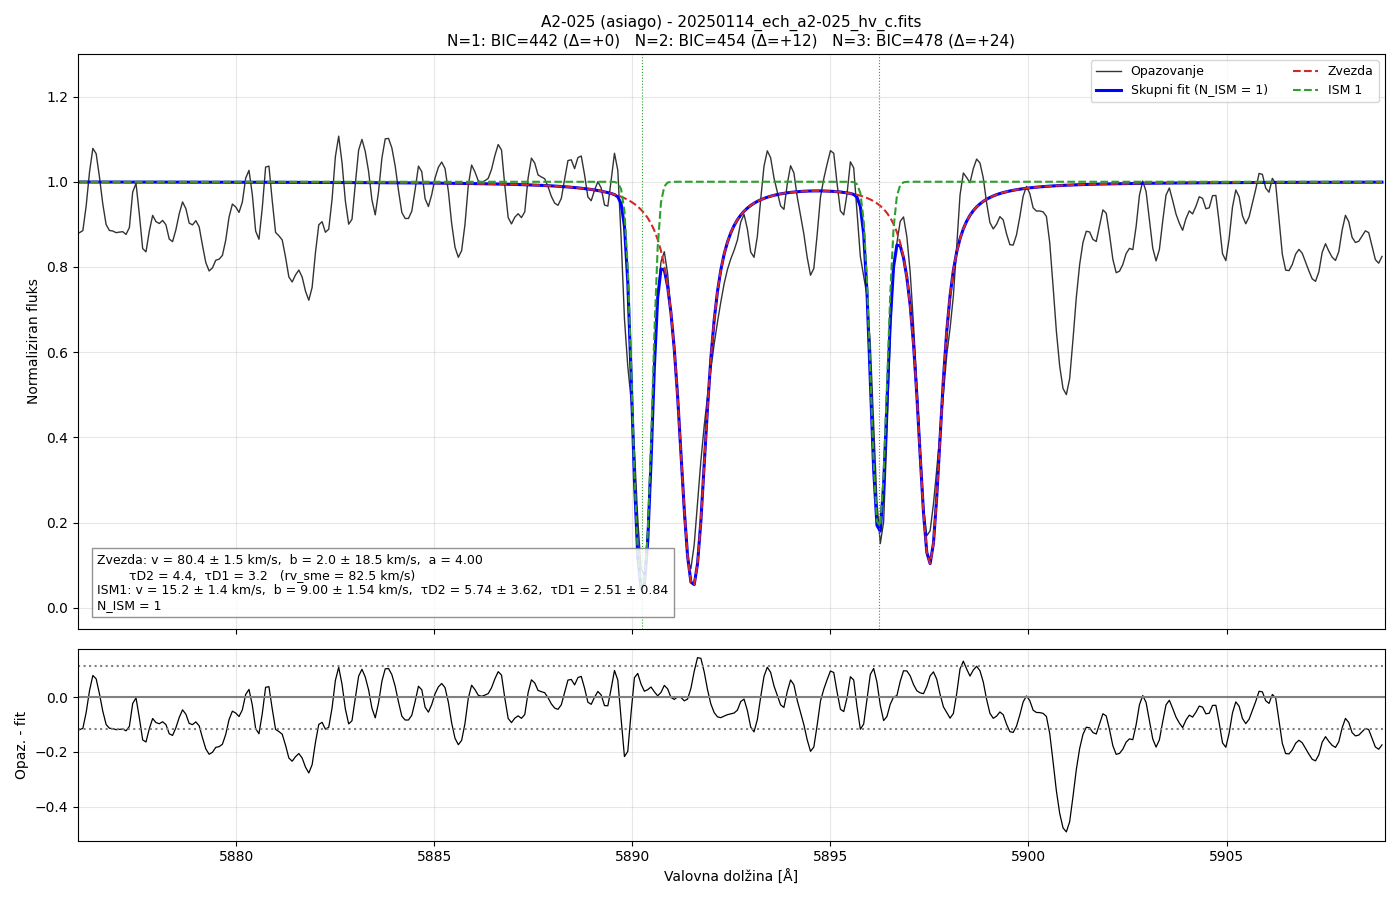 A2-025 (asiago) - 20250114_ech_a2-025_hv_c.fits
N=1: BIC=442 (Δ=+0)   N=2: BIC=454 (Δ=+12)   N=3: BIC=478 (Δ=+24)
Opazovanje
Skupni fit (N_ISM = 1)
Zvezda
ISM 1
Normaliziran fluks
1.2
1.0
0.8
0.6
0.4
0.2
0.0
Zvezda: v = 80.4 ± 1.5 km/s,  b = 2.0 ± 18.5 km/s,  a = 4.00
τD2 = 4.4,  τD1 = 3.2   (rv_sme = 82.5 km/s)
ISM1: v = 15.2 ± 1.4 km/s,  b = 9.00 ± 1.54 km/s,  τD2 = 5.74 ± 3.62,  τD1 = 2.51 ± 0.84
N_ISM = 1
Opaz. - fit
0.0
−0.2
−0.4
5880
5885
5890
5895
5900
5905
Valovna dolžina [Å]